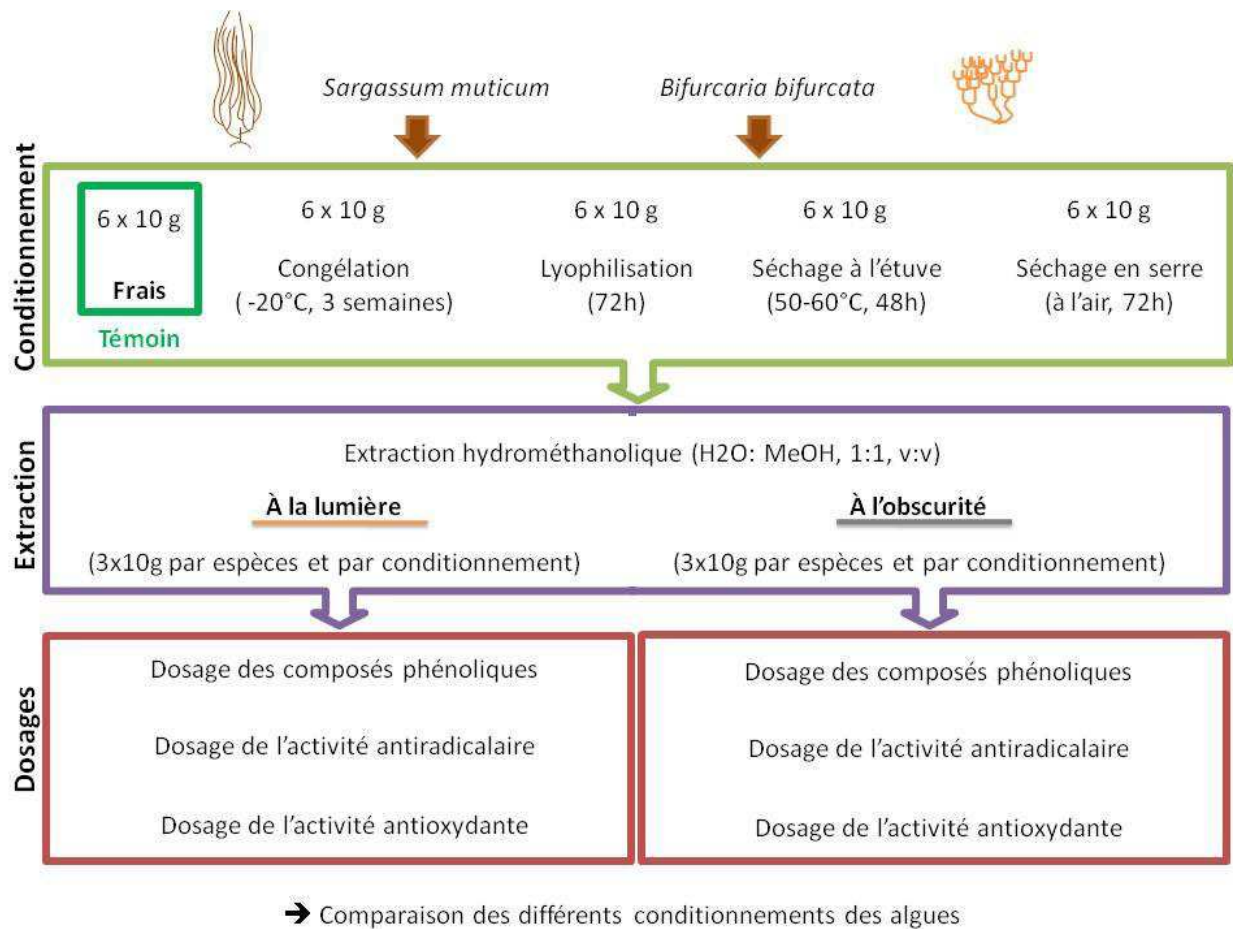 Sargassum muticum
Bifurcaria bifurcata
Conditionnement
6 x 10 g
Frais
Témoin
6 x 10 g
Congélation
( -20°C, 3 semaines)
6 x 10 g
Lyophilisation
(72h)
6 x 10 g
Séchage à l'étuve
(50-60°C, 48h)
6 x 10 g
Séchage en serre
(à l'air, 72h)
Extraction
Extraction hydrométhanolique (H2O: MeOH, 1:1, v:v)
À la lumière
(3x10g par espèces et par conditionnement)
À l'obscurité
(3x10g par espèces et par conditionnement)
Dosages
Dosage des composés phénoliques
Dosage de l'activité antiradicalaire
Dosage de l'activité antioxydante
Dosage des composés phénoliques
Dosage de l'activité antiradicalaire
Dosage de l'activité antioxydante
➔ Comparaison des différents conditionnements des algues